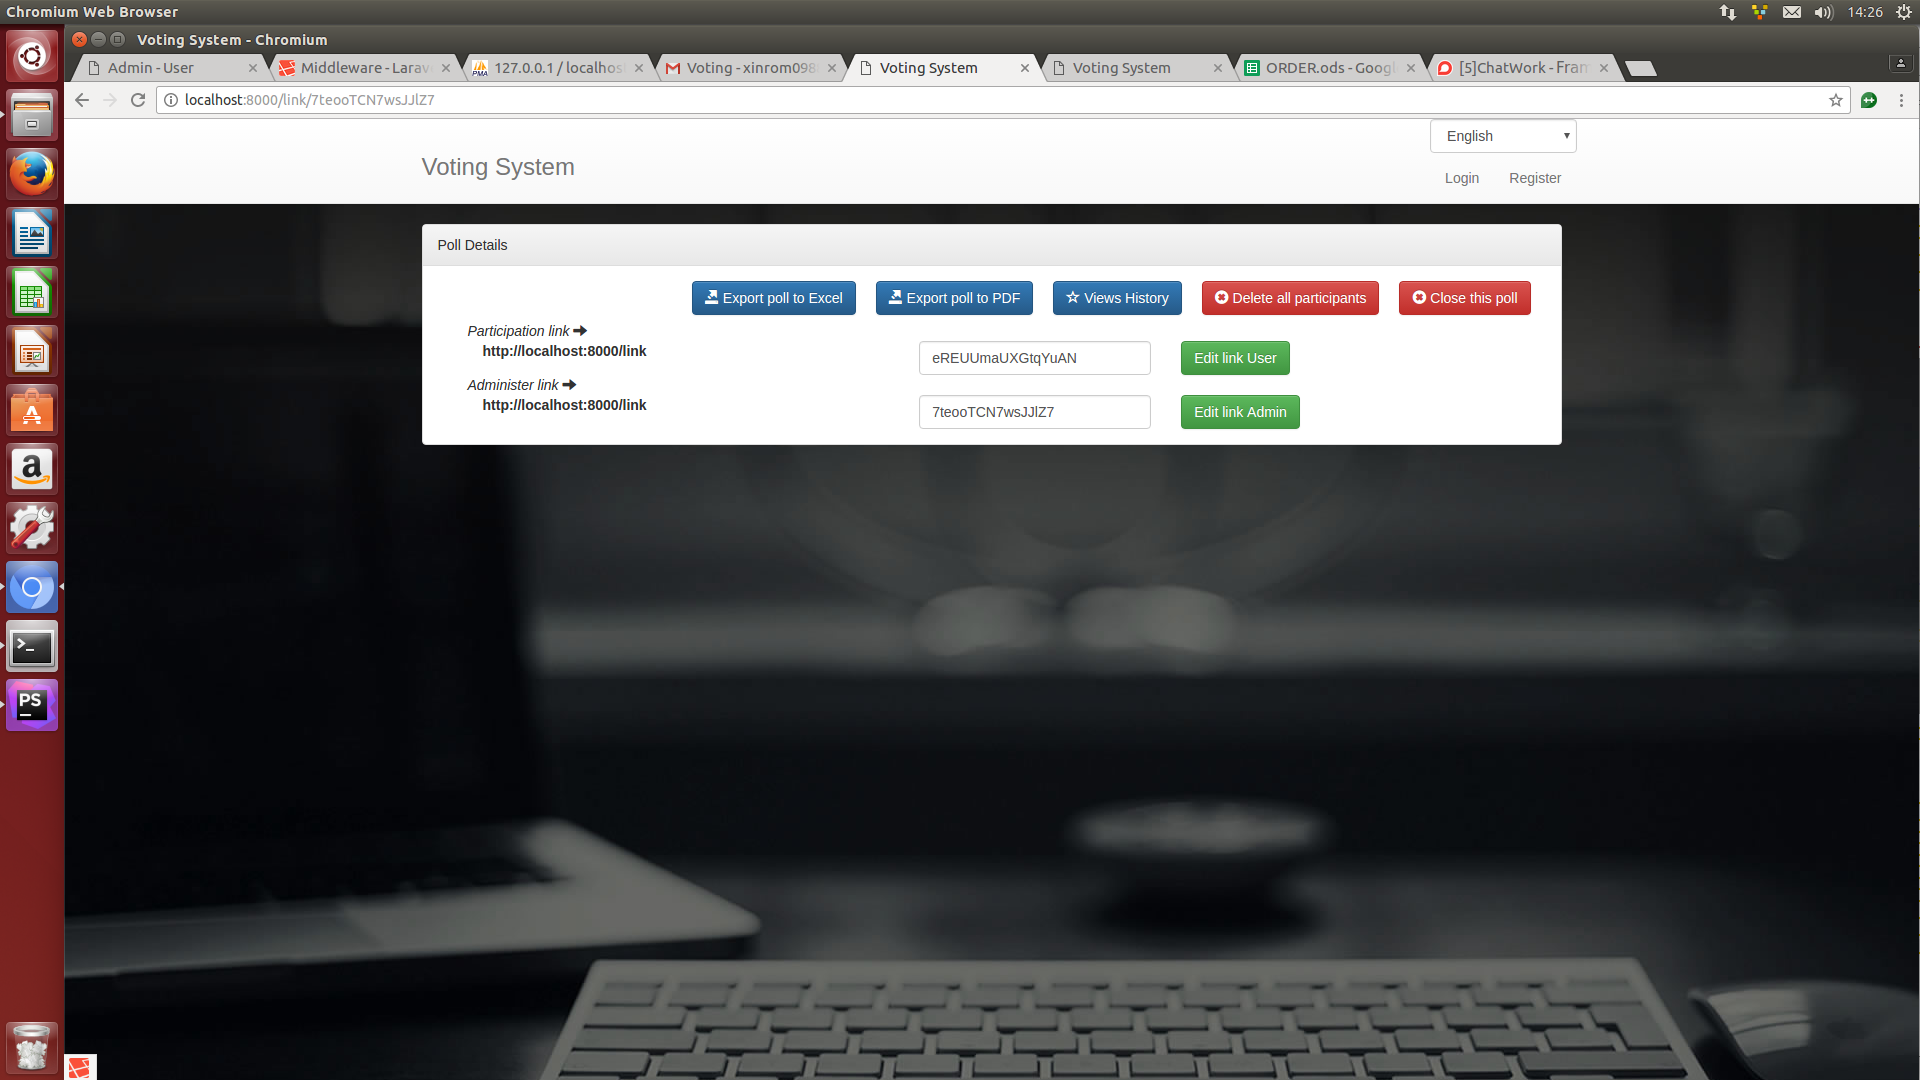 Chromium Web Browser
14:26
Voting System - Chromium
Admin - User
Middleware - Larav
127.0.0.1 / localhos
Voting - xinrom098
Voting System
Voting System
ORDER.ods - Googl
[5]ChatWork - Fram
localhost:8000/link/7teooTCN7wsJJlZ7
English
Voting System
Login
Register
Poll Details
Export poll to Excel
Export poll to PDF
Views History
Delete all participants
Close this poll
Participation link
http://localhost:8000/link
eREUUmaUXGtqYuAN
Edit link User
Administer link
http://localhost:8000/link
7teooTCN7wsJJlZ7
Edit link Admin
PMA
a
>_
PS